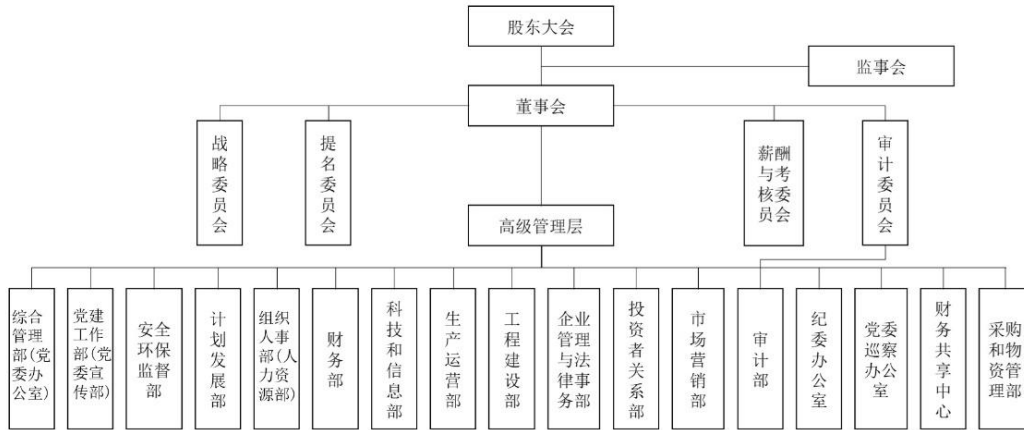 股东大会
监事会
董事会
战略委员会
提名委员会
薪酬与考核委员会
审计委员会
高级管理层
综合管理部(党委办公室)
党建工作部(党委宣传部)
安全环保监督部
计划发展部
组织人事部(人力资源部)
财务部
科技和信息部
生产运营部
工程建设部
企业管理与法律事务部
投资者关系部
市场营销部
审计部
纪委办公室
党委巡察办公室
财务共享中心
采购和物资管理部